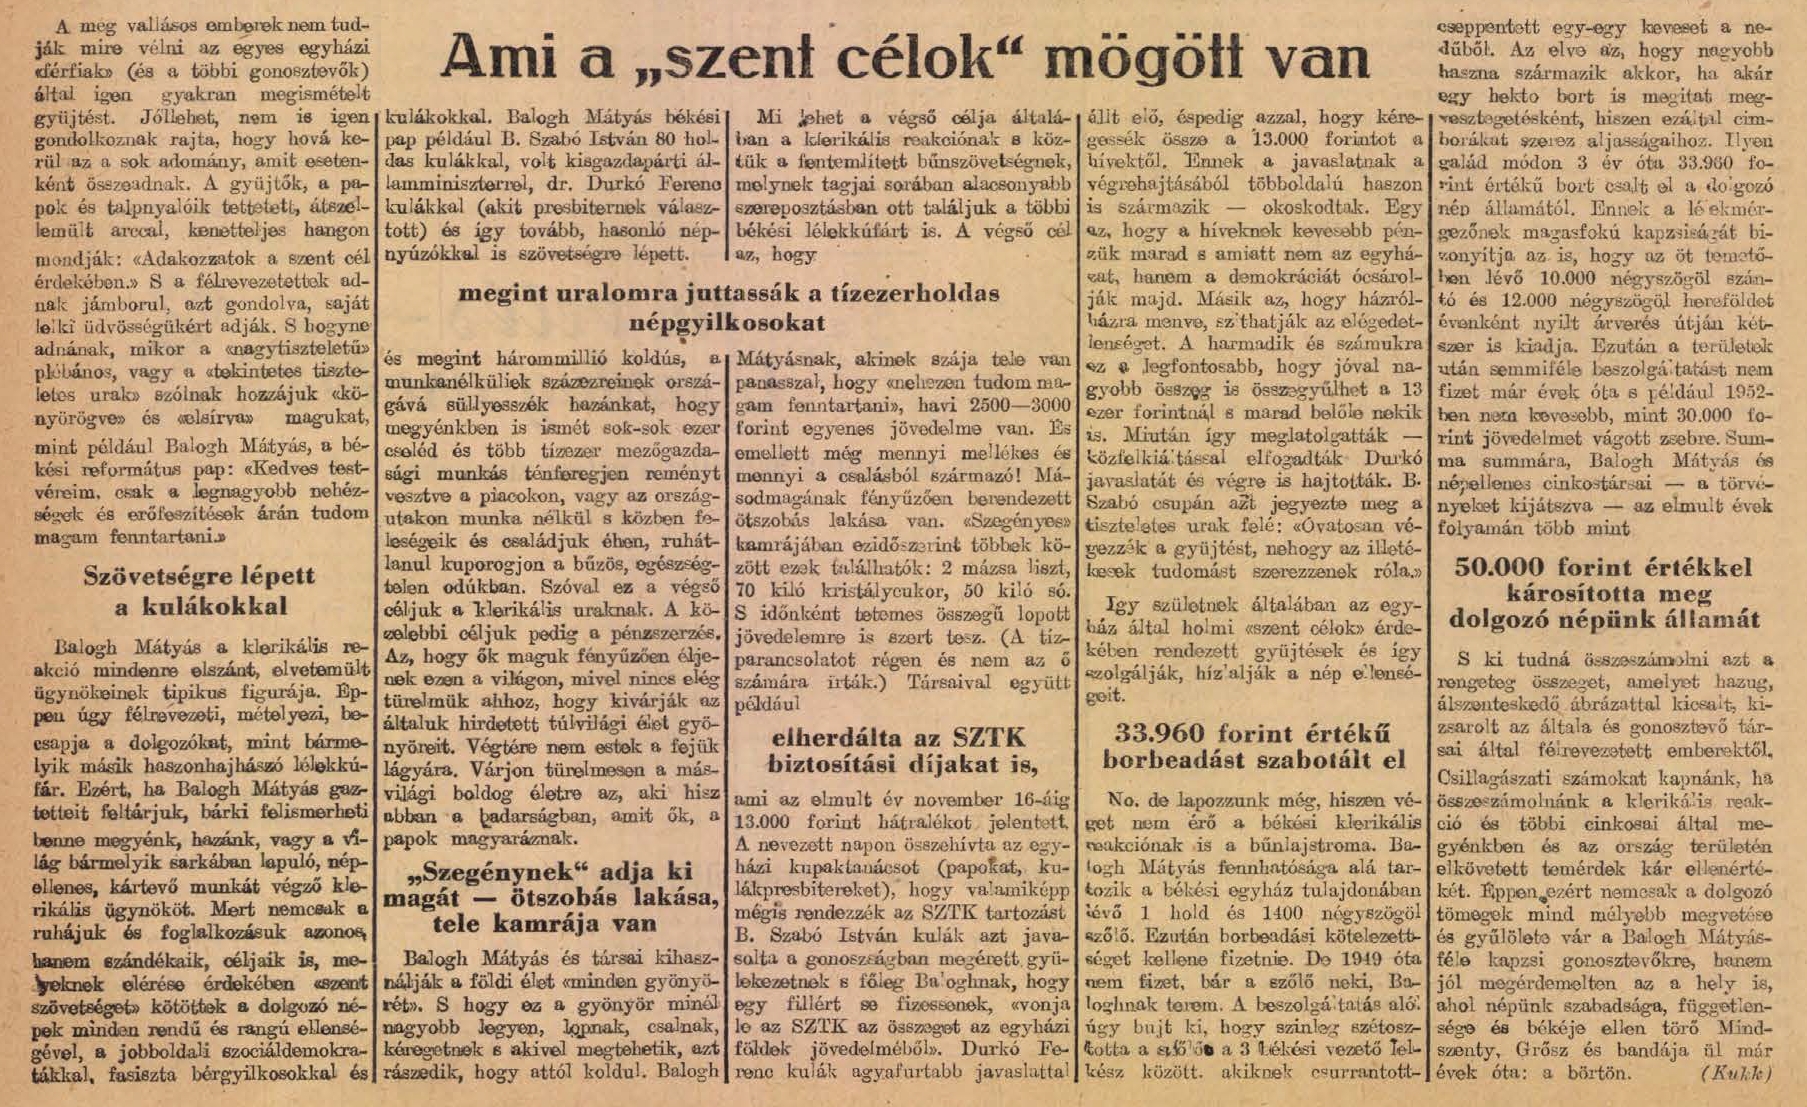 Ami a „szent célok“ mögött van
A még vallásos emberek nem tud-
ják mire vélni az egyes egyházi
«férfiak» (és a többi gonosztevők)
által igen gyakran megismételt
gyüjtést. Jóllehet, nem is igen
gondolkoznak rajta, hogy hová ke-
rül az a sok adomány, amit eseten-
ként összeadnak. A gyüjtők, a pa-
pok és talpnyalóik tettetett, átszel-
lemült arccal, kenetteljes hangon
mondják: «Adakozzatok a szent cél
érdekében.» S a félrevezetettek ad-
nak jámborul, azt gondolva, saját
lelki üdvösségükért adják. S hogyne
adnának, mikor a «nagytiszteletű»
plébános, vagy a «tekintetes tiszte-
letes urak» szólnak hozzájuk «kö-
nyörögve» és «elsírva» magukat,
mint például Balogh Mátyás, a bé-
kési református pap: «Kedves test-
véreim, csak a legnagyobb nehéz-
ségek és erőfeszítések árán tudom
magam fenntartani.»
Szövetségre lépett
a kulákokkal
Balogh Mátyás a klerikális re-
akció mindenre elszánt, elvetemült
ügynökeinek tipikus figurája. Ép-
pen úgy félrevezeti, mételyezi, be-
csapja a dolgozókat, mint bárme-
lyik másik haszonhajhászó lélekkú-
fár. Ezért, ha Balogh Mátyás gaz-
tetteit feltárjuk, bárki felismerheti
benne megyénk, hazánk, vagy a vi-
lág bármelyik sarkában lapuló, nép-
ellenes, kártevő munkát végző kle-
rikális ügynököt. Mert nemcsak a
ruhájuk és foglalkozásuk azonos,
hanem szándékaik, céljaik is, me-
lyeknek elérése érdekében «szent
szövetséget» kötöttek a dolgozó né-
pek minden rendű és rangú ellensé-
gével, a jobboldali szociáldemokra-
tákkal, fasiszta bérgyilkosokkal és
kulákokkal. Balogh Mátyás békési
pap például B. Szabó István 80 hol-
das kulákkal, volt kisgazdapárti ál-
lamminiszterrel, dr. Durkó Ferenc
kulákkal (akit presbiternek válasz-
tott) és így tovább, hasonló nép-
nyúzókkal is szövetségre lépett.
Mi lehet a végső célja általá-
ban a klerikális reakciónak s köz-
tük a fentemlített bűnszövetségnek,
melynek tagjai sorában alacsonyabb
szereposztásban ott találjuk a többi
békési lélekkúfárt is. A végső cél
az, hogy
megint uralomra juttassák a tízezerholdas
népgyilkosokat
és megint hárommillió koldús, a
munkanélküliek százezreinek orszá-
gává süllyesszék hazánkat, hogy
megyénkben is ismét sok-sok ezer
cseléd és több tízezer mezőgazda-
sági munkás ténferegjen reményt
vesztve a piacokon, vagy az ország-
utakon munka nélkül s közben fe-
leségeik és családjuk éhen, ruhát-
lanul kuporogjon a bűzös, egészség-
telen odúkban. Szóval ez a végső
céljuk a klerikális uraknak. A kö-
zelebbi céljuk pedig a pénzszerzés.
Az, hogy ők maguk fényűzően élje-
nek ezen a világon, mivel nincs elég
türelmük ahhoz, hogy kivárják az
általuk hirdetett túlvilági élet gyö-
nyöreit. Végtére nem estek a fejük
lágyára. Várjon türelmesen a más-
világi boldog életre az, aki hisz
abban a badarságban, amit ők, a
papok magyaráznak.
„Szegénynek“ adja ki
magát — ötszobás lakása,
tele kamrája van
Balogh Mátyás és társai kihasz-
nálják a földi élet «minden gyönyö-
rét». S hogy ez a gyönyör minél
nagyobb legyen, lopnak, csalnak,
kéregetnek s akivel megtehetik, azt
rászedik, hogy attól koldul. Balogh
Mátyásnak, akinek szája tele van
panasszal, hogy «nehezen tudom ma-
gam fenntartani», havi 2500—3000
forint egyenes jövedelme van. És
emellett még mennyi mellékes és
mennyi a csalásból származó! Má-
sodmagának fényűzően berendezett
ötszobás lakása van. «Szegényes»
kamrájában ezidőszerint többek kö-
zött ezek találhatók: 2 mázsa liszt,
70 kiló kristálycukor, 50 kiló só.
S időnként tetemes összegű lopott
jövedelemre is szert tesz. (A tíz-
parancsolatot régen és nem az ő
számára írták.) Társaival együtt
például
elherdálta az SZTK
biztosítási díjakat is,
ami az elmult év november 16-áig
13.000 forint hátralékot jelentett.
A nevezett napon összehívta az egy-
házi kupaktanácsot (papokat, ku-
lákpresbitereket), hogy valamiképp
mégis rendezzék az SZTK tartozást
B. Szabó István kulák azt java-
solta a gonoszságban megérett gyü-
lekezetnek s főleg Baloghnak, hogy
egy fillért se fizessenek, «vonja
le az SZTK az összeget az egyházi
földek jövedelméből». Durkó Fe-
renc kulák agyafurtabb javaslattal
állt elő, éspedig azzal, hogy kére-
gessék össze a 13.000 forintot a
hívektől. Ennek a javaslatnak a
végrehajtásából többoldalú haszon
is származik — okoskodtak. Egy
az, hogy a híveknek kevesebb pén-
zük marad s amiatt nem az egyhá-
zat, hanem a demokráciát ócsárol-
ják majd. Másik az, hogy házról-
házra menve, szíthatják az elégedet-
lenséget. A harmadik és számukra
ez a legfontosabb, hogy jóval na-
gyobb összeg is összegyűlhet a 13
ezer forintnál s marad belőle nekik
is. Miután így meglatolgatták —
közfelkiáltással elfogadták Durkó
javaslatát és végre is hajtották. B.
Szabó csupán azt jegyezte meg a
tiszteletes urak felé: «Óvatosan vé-
gezzék a gyüjtést, nehogy az illeté-
kesek tudomást szerezzenek róla.»
Igy születnek általában az egy-
ház által holmi «szent célok» érde-
kében rendezett gyüjtések és így
szolgálják, hízlalják a nép ellensé-
geit.
33.960 forint értékű
borbeadást szabotált el
No, de lapozzunk még, hiszen vé-
get nem érő a békési klerikális
reakciónak is a bűnlajstroma. Ba-
logh Mátyás fennhatósága alá tar-
tozik a békési egyház tulajdonában
lévő 1 hold és 1400 négyszögöl
szőlő. Ezután borbeadási kötelezett-
séget kellene fizetnie. De 1949 óta
nem fizet, bár a szőlő neki, Ba-
loghnak terem. A beszolgáltatás alól
úgy bujt ki, hogy színleg szétosz-
totta a szőlőt a 3 békési vezető lel-
kész között, akiknek csurrantott-
cseppentett egy-egy keveset a ne-
dűből. Az elve az, hogy nagyobb
haszna származik akkor, ha akár
egy hekto bort is megitat meg-
vesztegetésként, hiszen ezáltal cim-
borákat szerez aljasságaihoz. Ilyen
galád módon 3 év óta 33.960 fo-
rint értékű bort csalt el a dolgozó
nép államától. Ennek a lélekmér-
gezőnek magasfokú kapzsiságát bi-
zonyítja az is, hogy az öt temető-
ben lévő 10.000 négyszögöl szán-
tó és 12.000 négyszögöl hereföldet
évenként nyilt árverés útján két-
szer is kiadja. Ezután a területek
után semmiféle beszolgáltatást nem
fizet már évek óta s például 1952-
ben nem kevesebb, mint 30.000 fo-
rint jövedelmet vágott zsebre. Sum-
ma summára, Balogh Mátyás és
népellenes cinkostársai — a törvé-
nyeket kijátszva — az elmult évek
folyamán több mint
50.000 forint értékkel
károsította meg
dolgozó népünk államát
S ki tudná összeszámolni azt a
rengeteg összeget, amelyet hazug,
álszenteskedő ábrázattal kicsalt, ki-
zsarolt az általa és gonosztevő tár-
sai által félrevezetett emberektől.
Csillagászati számokat kapnánk, ha
összeszámolnánk a klerikális reak-
ció és többi cinkosai által me-
gyénkben és az ország területén
elkövetett temérdek kár ellenérté-
két. Éppen ezért nemcsak a dolgozó
tömegek mind mélyebb megvetése
és gyűlölete vár a Balogh Mátyás-
féle kapzsi gonosztevőkre, hanem
jól megérdemelten az a hely is,
ahol népünk szabadsága, független-
sége és békéje ellen törő Mind-
szenty, Grősz és bandája ül már
évek óta: a börtön. (Kukk)